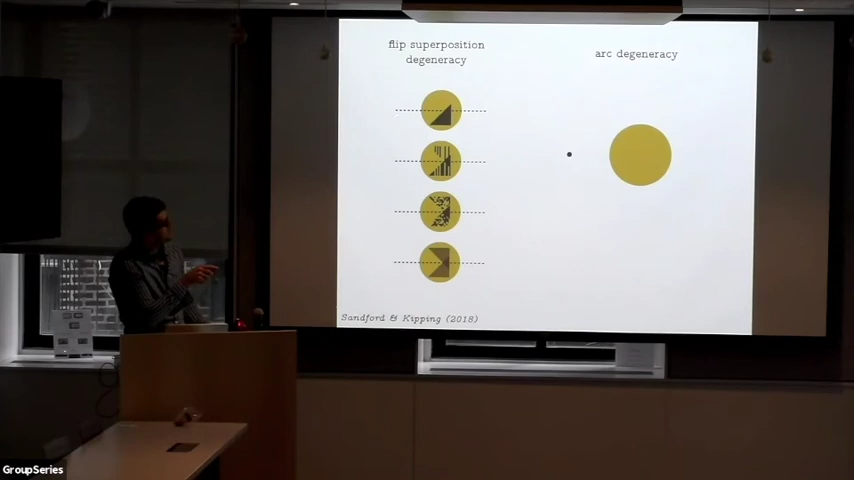 flip superposition
degeneracy
arc degeneracy
Sandford & Kipping (2018)
GroupSeries